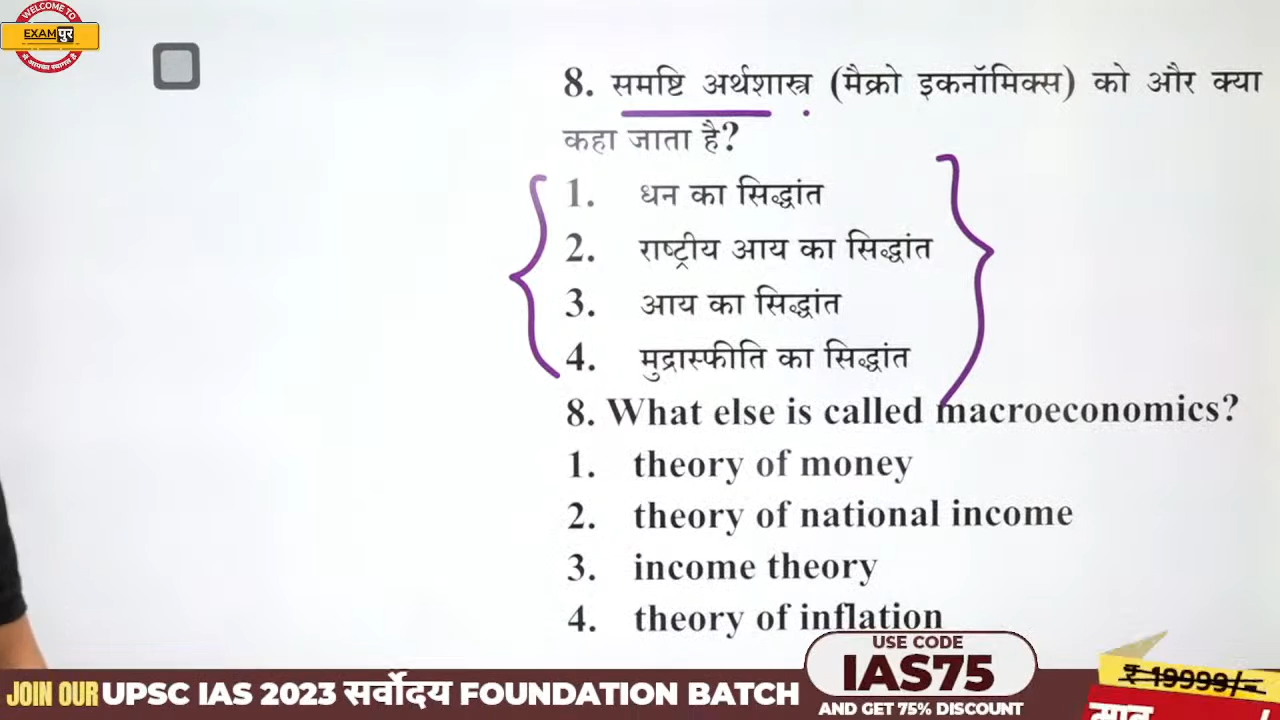 WELCOME TO
EXAMपुर
में आपका स्वागत है
8. समष्टि अर्थशास्त्र (मैक्रो इकनॉमिक्स) को और क्या
कहा जाता है?
1. धन का सिद्धांत
2. राष्ट्रीय आय का सिद्धांत
3. आय का सिद्धांत
4. मुद्रास्फीति का सिद्धांत
8. What else is called macroeconomics?
1. theory of money
2. theory of national income
3. income theory
4. theory of inflation
JOIN OUR UPSC IAS 2023 सर्वोदय FOUNDATION BATCH
USE CODE
IAS75
AND GET 75% DISCOUNT
₹ 19999/-